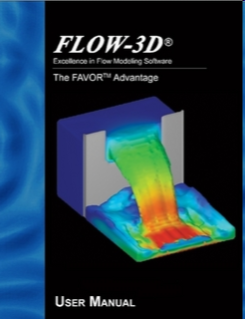 FLOW-3D®
Excellence in Flow Modeling Software
The FAVOR™ Advantage
USER MANUAL